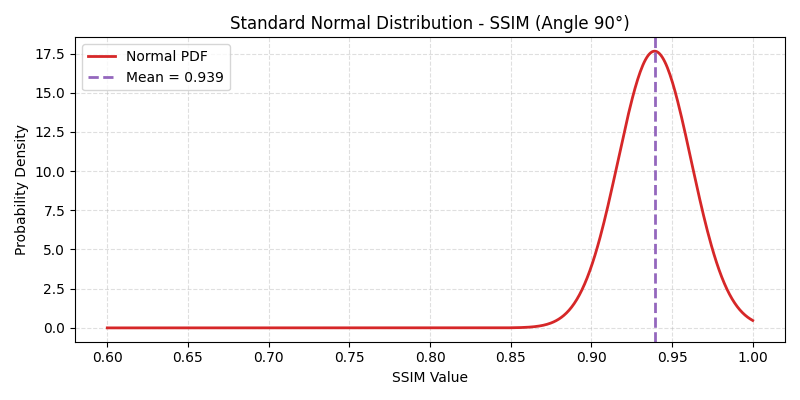 Standard Normal Distribution - SSIM (Angle 90°)
Normal PDF
Mean = 0.939
Probability Density
17.5
15.0
12.5
10.0
7.5
5.0
2.5
0.0
0.60 0.65 0.70 0.75 0.80 0.85 0.90 0.95 1.00
SSIM Value